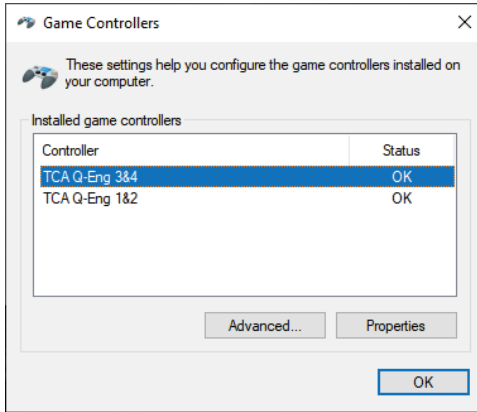 Game Controllers
These settings help you configure the game controllers installed on
your computer.
Installed game controllers
Controller Status
TCA Q-Eng 3&4 OK
TCA Q-Eng 1&2 OK
Advanced... Properties
OK